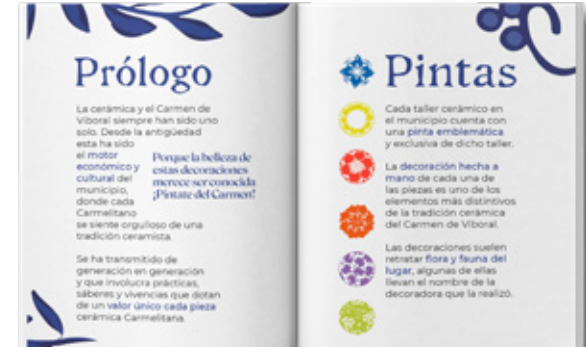 Prólogo
La cerámica y el Carmen de
Viboral siempre han sido uno
solo. Desde la antigüedad
esta ha sido
el motor
económico y
cultural del
municipio,
donde cada
Carmelitano
se siente orgulloso de una
tradición ceramista.
Porque la belleza de
estas decoraciones
merece ser conocida
¡Píntate del Carmen!
Se ha transmitido de
generación en generación
y que involucra prácticas,
sáberes y vivencias que dotan
de un valor único cada pieza
cerámica Carmelitana.
Pintas
Cada taller cerámico en
el municipio cuenta con
una pinta emblemática
y exclusiva de dicho taller.
La decoración hecha a
mano de cada una de
las piezas es uno de los
elementos más distintivos
de la tradición cerámica
del Carmen de Viboral.
Las decoraciones suelen
retratar flora y fauna del
lugar, algunas de ellas
llevan el nombre de la
decoradora que la realizó.